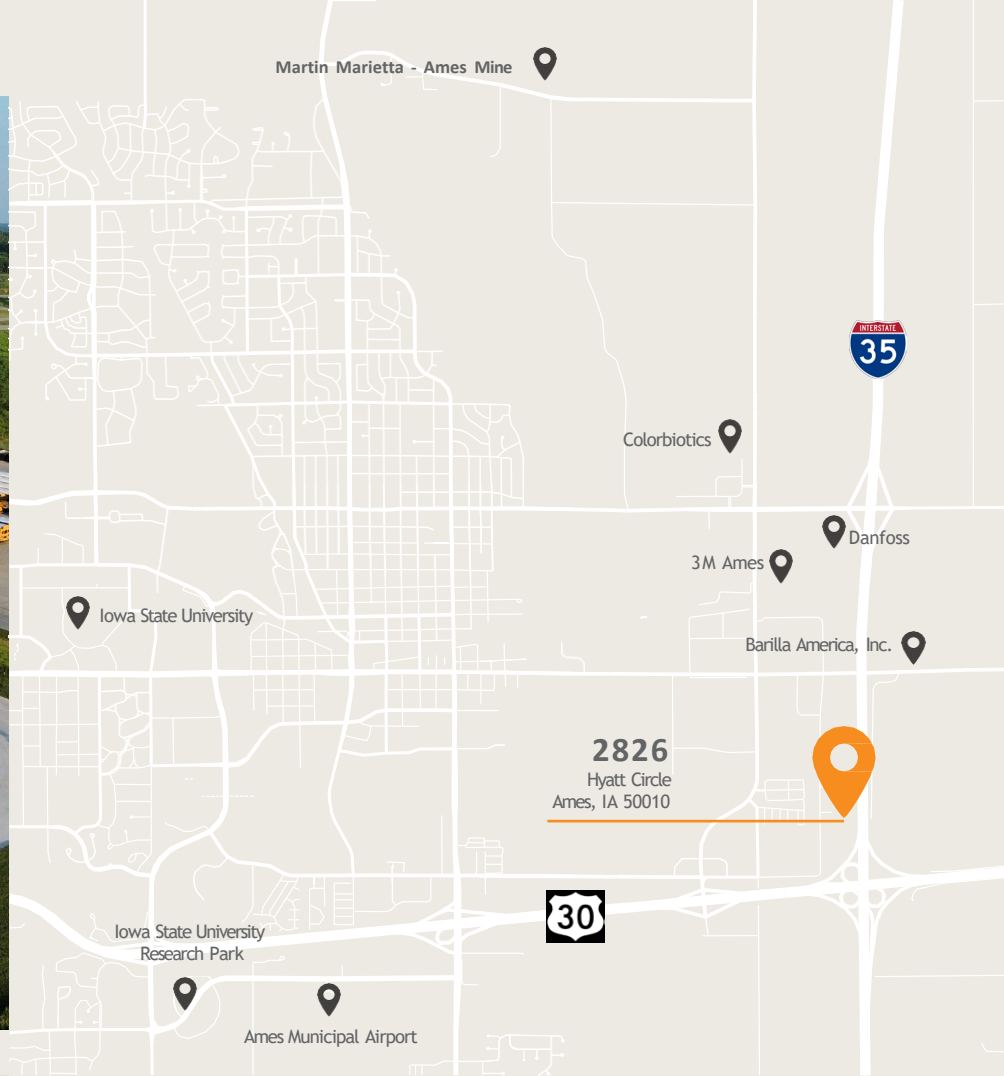 Martin Marietta - Ames Mine
INTERSTATE
35
Colorbiotics
Danfoss
3M Ames
Iowa State University
Barilla America, Inc.
2826
Hyatt Circle
Ames, IA 50010
30
Iowa State University
Research Park
Ames Municipal Airport